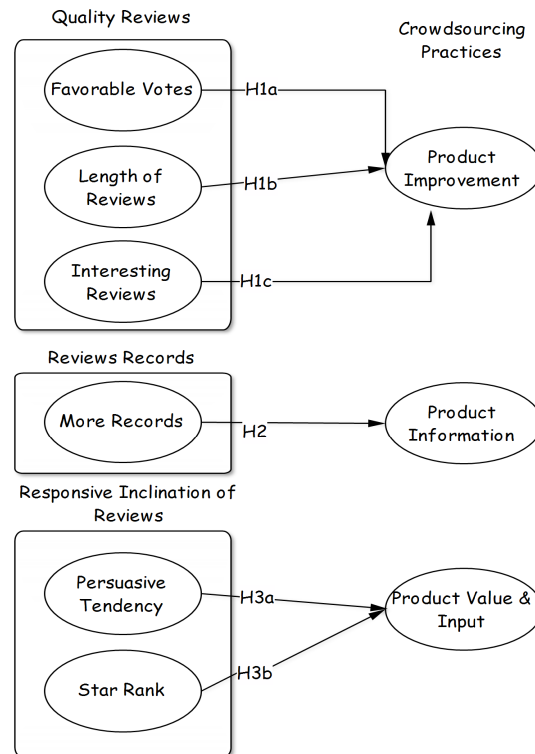 Quality Reviews
Crowdsourcing
Practices
Favorable Votes
H1a
Length of
Reviews
H1b
Product
Improvement
Interesting
Reviews
H1c
Reviews Records
More Records
H2
Product
Information
Responsive Inclination of
Reviews
Persuasive
Tendency
H3a
Product Value &
Input
Star Rank
H3b